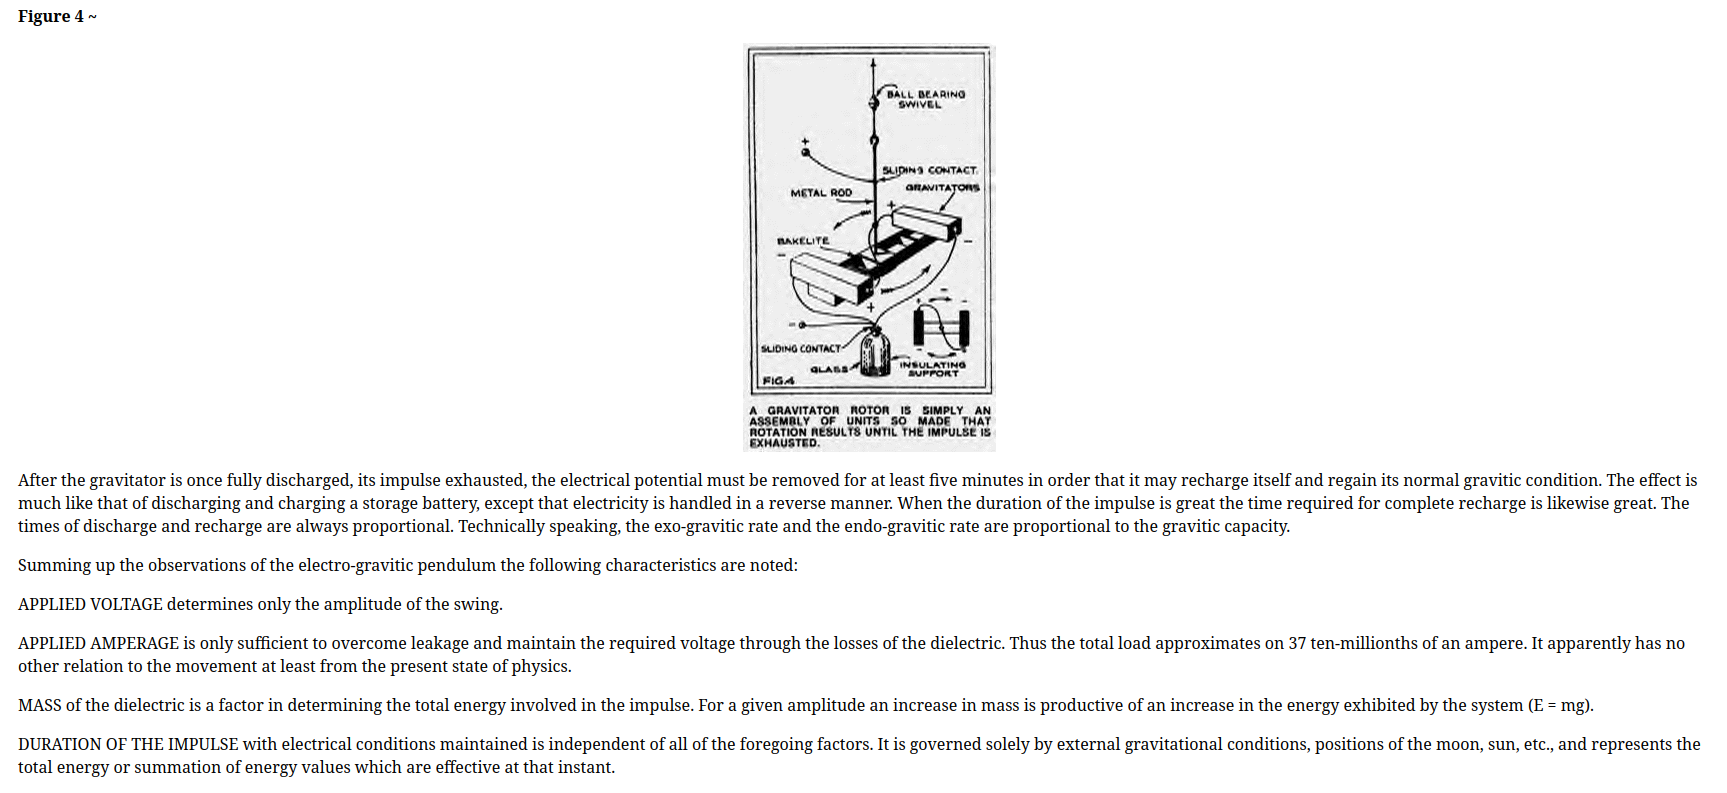 Figure 4 ~
BALL BEARING
SWIVEL
+
SLIDING CONTACT.
GRAVITATORS
METAL ROD
+
BAKELITE
–
–
+
–
–
–
+
–
SLIDING CONTACT
GLASS
INSULATING
SUPPORT
FIG.4
A GRAVITATOR ROTOR IS SIMPLY AN
ASSEMBLY OF UNITS SO MADE THAT
ROTATION RESULTS UNTIL THE IMPULSE IS
EXHAUSTED.
After the gravitator is once fully discharged, its impulse exhausted, the electrical potential must be removed for at least five minutes in order that it may recharge itself and regain its normal gravitic condition. The effect is
much like that of discharging and charging a storage battery, except that electricity is handled in a reverse manner. When the duration of the impulse is great the time required for complete recharge is likewise great. The
times of discharge and recharge are always proportional. Technically speaking, the exo-gravitic rate and the endo-gravitic rate are proportional to the gravitic capacity.
Summing up the observations of the electro-gravitic pendulum the following characteristics are noted:
APPLIED VOLTAGE determines only the amplitude of the swing.
APPLIED AMPERAGE is only sufficient to overcome leakage and maintain the required voltage through the losses of the dielectric. Thus the total load approximates on 37 ten-millionths of an ampere. It apparently has no
other relation to the movement at least from the present state of physics.
MASS of the dielectric is a factor in determining the total energy involved in the impulse. For a given amplitude an increase in mass is productive of an increase in the energy exhibited by the system (E = mg).
DURATION OF THE IMPULSE with electrical conditions maintained is independent of all of the foregoing factors. It is governed solely by external gravitational conditions, positions of the moon, sun, etc., and represents the
total energy or summation of energy values which are effective at that instant.